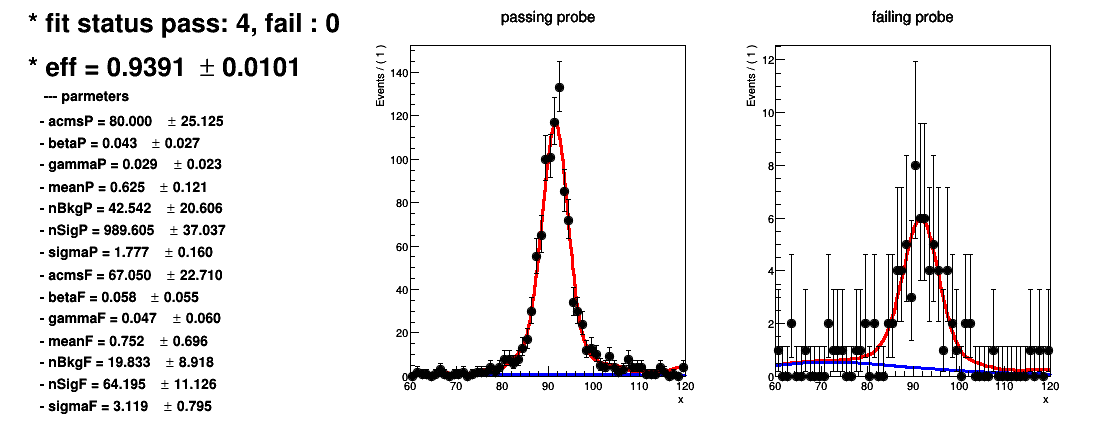 * fit status pass: 4, fail : 0
* eff = 0.9391 ± 0.0101
--- parmeters
- acmsP = 80.000 ± 25.125
- betaP = 0.043 ± 0.027
- gammaP = 0.029 ± 0.023
- meanP = 0.625 ± 0.121
- nBkgP = 42.542 ± 20.606
- nSigP = 989.605 ± 37.037
- sigmaP = 1.777 ± 0.160
- acmsF = 67.050 ± 22.710
- betaF = 0.058 ± 0.055
- gammaF = 0.047 ± 0.060
- meanF = 0.752 ± 0.696
- nBkgF = 19.833 ± 8.918
- nSigF = 64.195 ± 11.126
- sigmaF = 3.119 ± 0.795
passing probe
Events / ( 1 )
140
120
100
80
60
40
20
0
60 70 80 90 100 110 120
x
failing probe
Events / ( 1 )
12
10
8
6
4
2
0
60 70 80 90 100 110 120
x